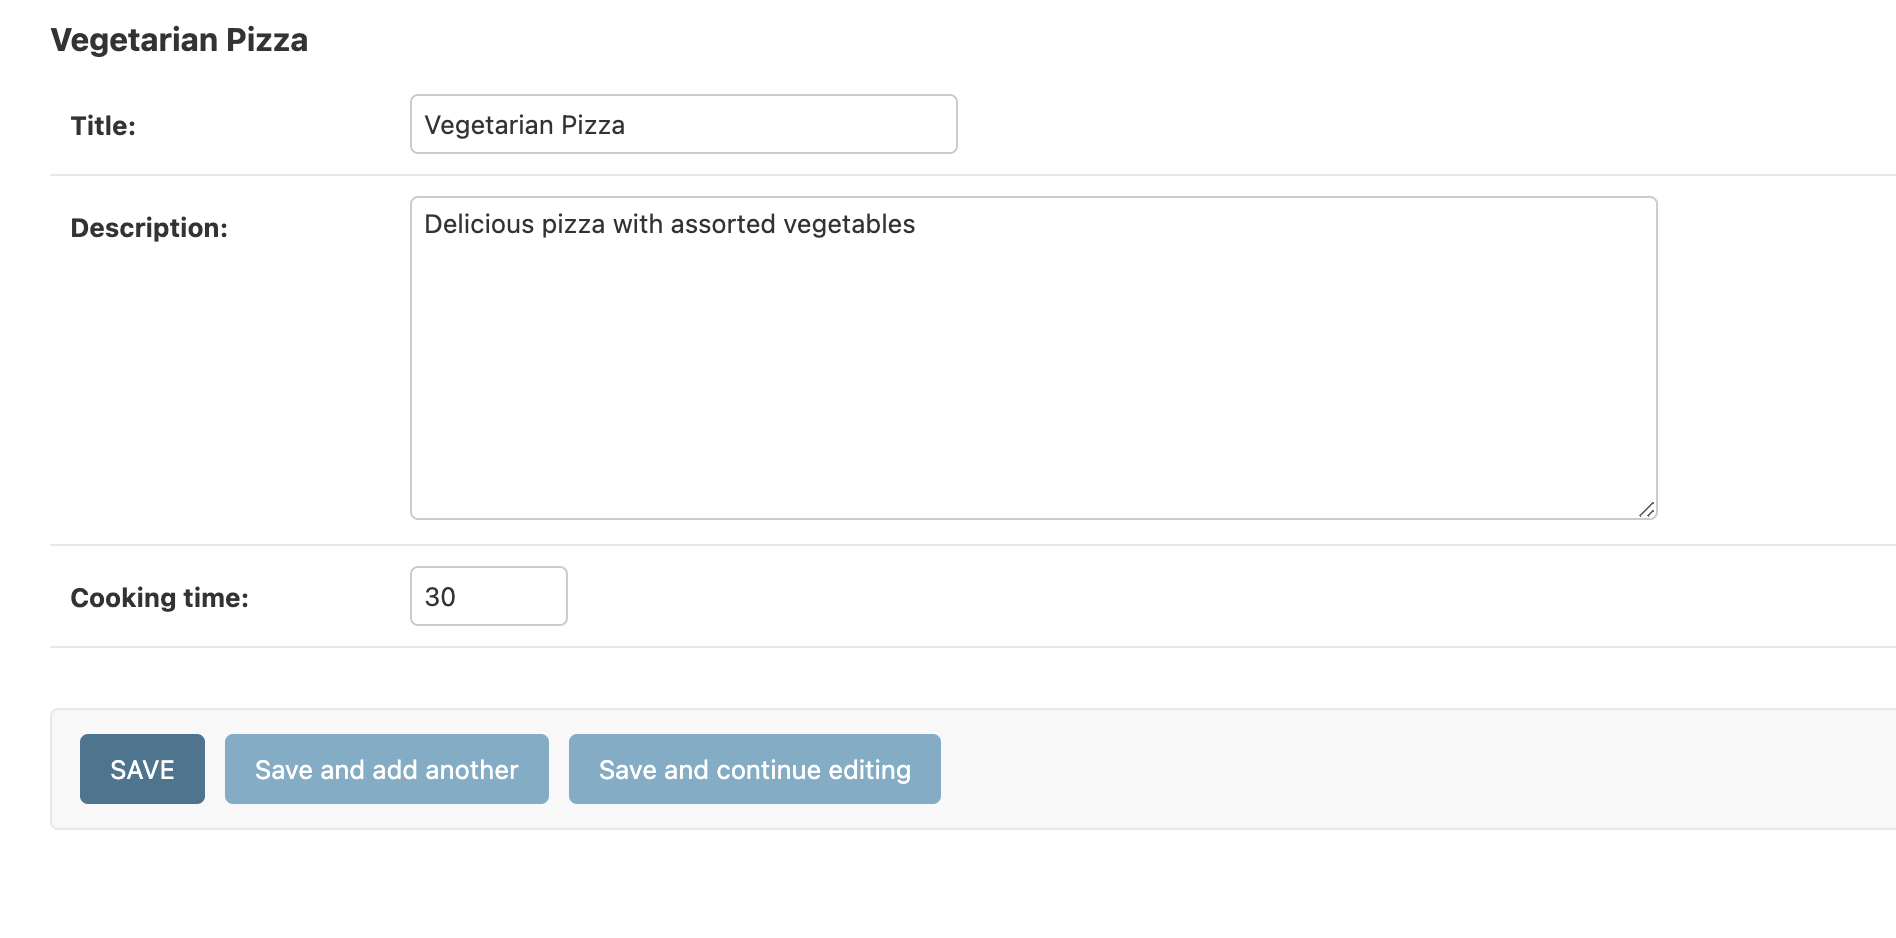 Vegetarian Pizza
Title:
Vegetarian Pizza
Description:
Delicious pizza with assorted vegetables
Cooking time:
30
SAVE
Save and add another
Save and continue editing